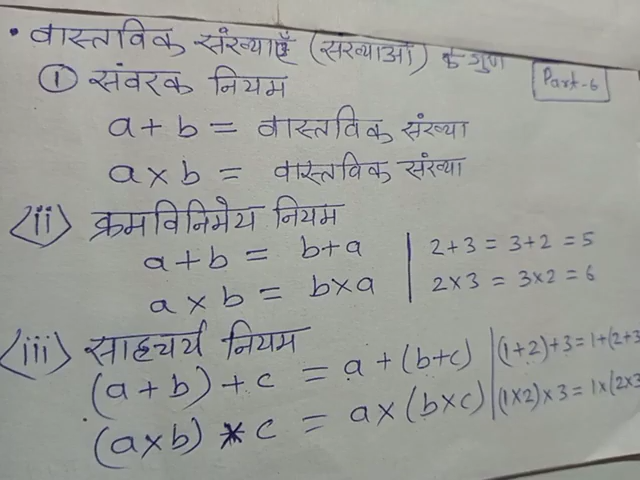 • वास्तविक संख्याएँ (संख्याओं) के गुण
Part-6
① संवरक नियम
a + b = वास्तविक संख्या
a × b = वास्तविक संख्या
<ii> क्रमविनिमेय नियम
a + b = b + a | 2 + 3 = 3 + 2 = 5
a × b = b × a | 2 × 3 = 3 × 2 = 6
<iii> साहचर्य नियम
(a + b) + c = a + (b + c) | (1 + 2) + 3 = 1 + (2 + 3
(a × b) × c = a × (b × c) | (1 × 2) × 3 = 1 × (2 × 3